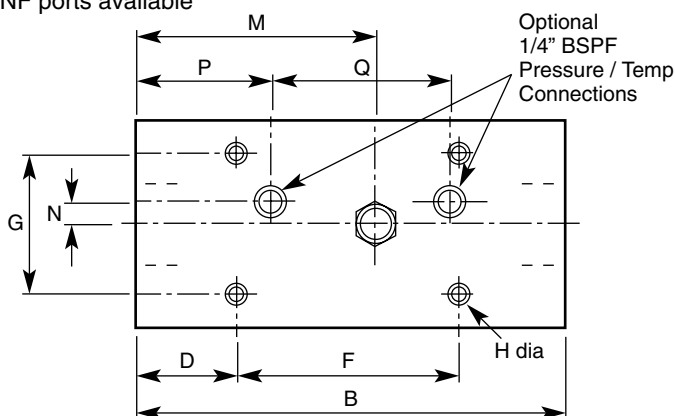 NF ports available
M
Optional
1/4” BSPF
Pressure / Temp
Connections
P
Q
G
N
H dia
D
F
B